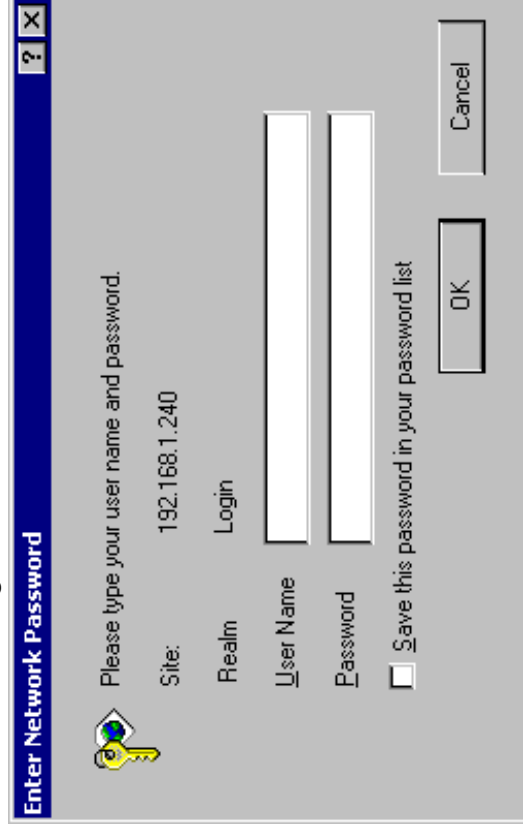 Enter Network Password
Please type your user name and password.
Site: 192.168.1.240
Realm Login
User Name
Password
Save this password in your password list
OK Cancel